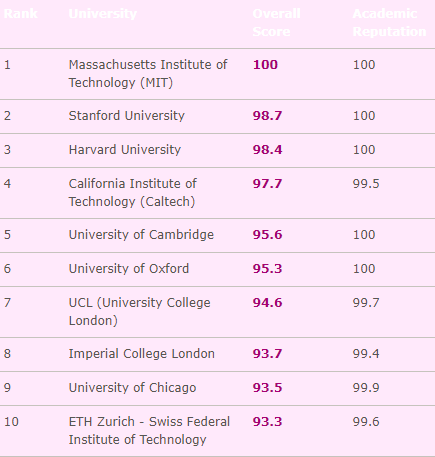 Rank University Overall Score Academic Reputation
1 Massachusetts Institute of Technology (MIT) 100 100
2 Stanford University 98.7 100
3 Harvard University 98.4 100
4 California Institute of Technology (Caltech) 97.7 99.5
5 University of Cambridge 95.6 100
6 University of Oxford 95.3 100
7 UCL (University College London) 94.6 99.7
8 Imperial College London 93.7 99.4
9 University of Chicago 93.5 99.9
10 ETH Zurich - Swiss Federal Institute of Technology 93.3 99.6